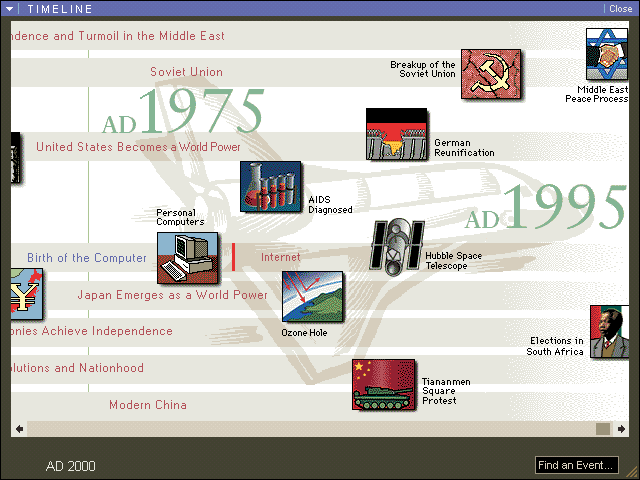 TIMELINE
Close
ndence and Turmoil in the Middle East
Breakup of the
Soviet Union
Soviet Union
Middle East
Peace Process
AD 1975
United States Becomes a World Power
German
Reunification
AIDS
Diagnosed
AD 1995
Personal
Computers
Birth of the Computer
Internet
Hubble Space
Telescope
Japan Emerges as a World Power
Ozone Hole
onies Achieve Independence
Elections in
South Africa
olutions and Nationhood
Tiananmen
Square
Protest
Modern China
AD 2000
Find an Event...